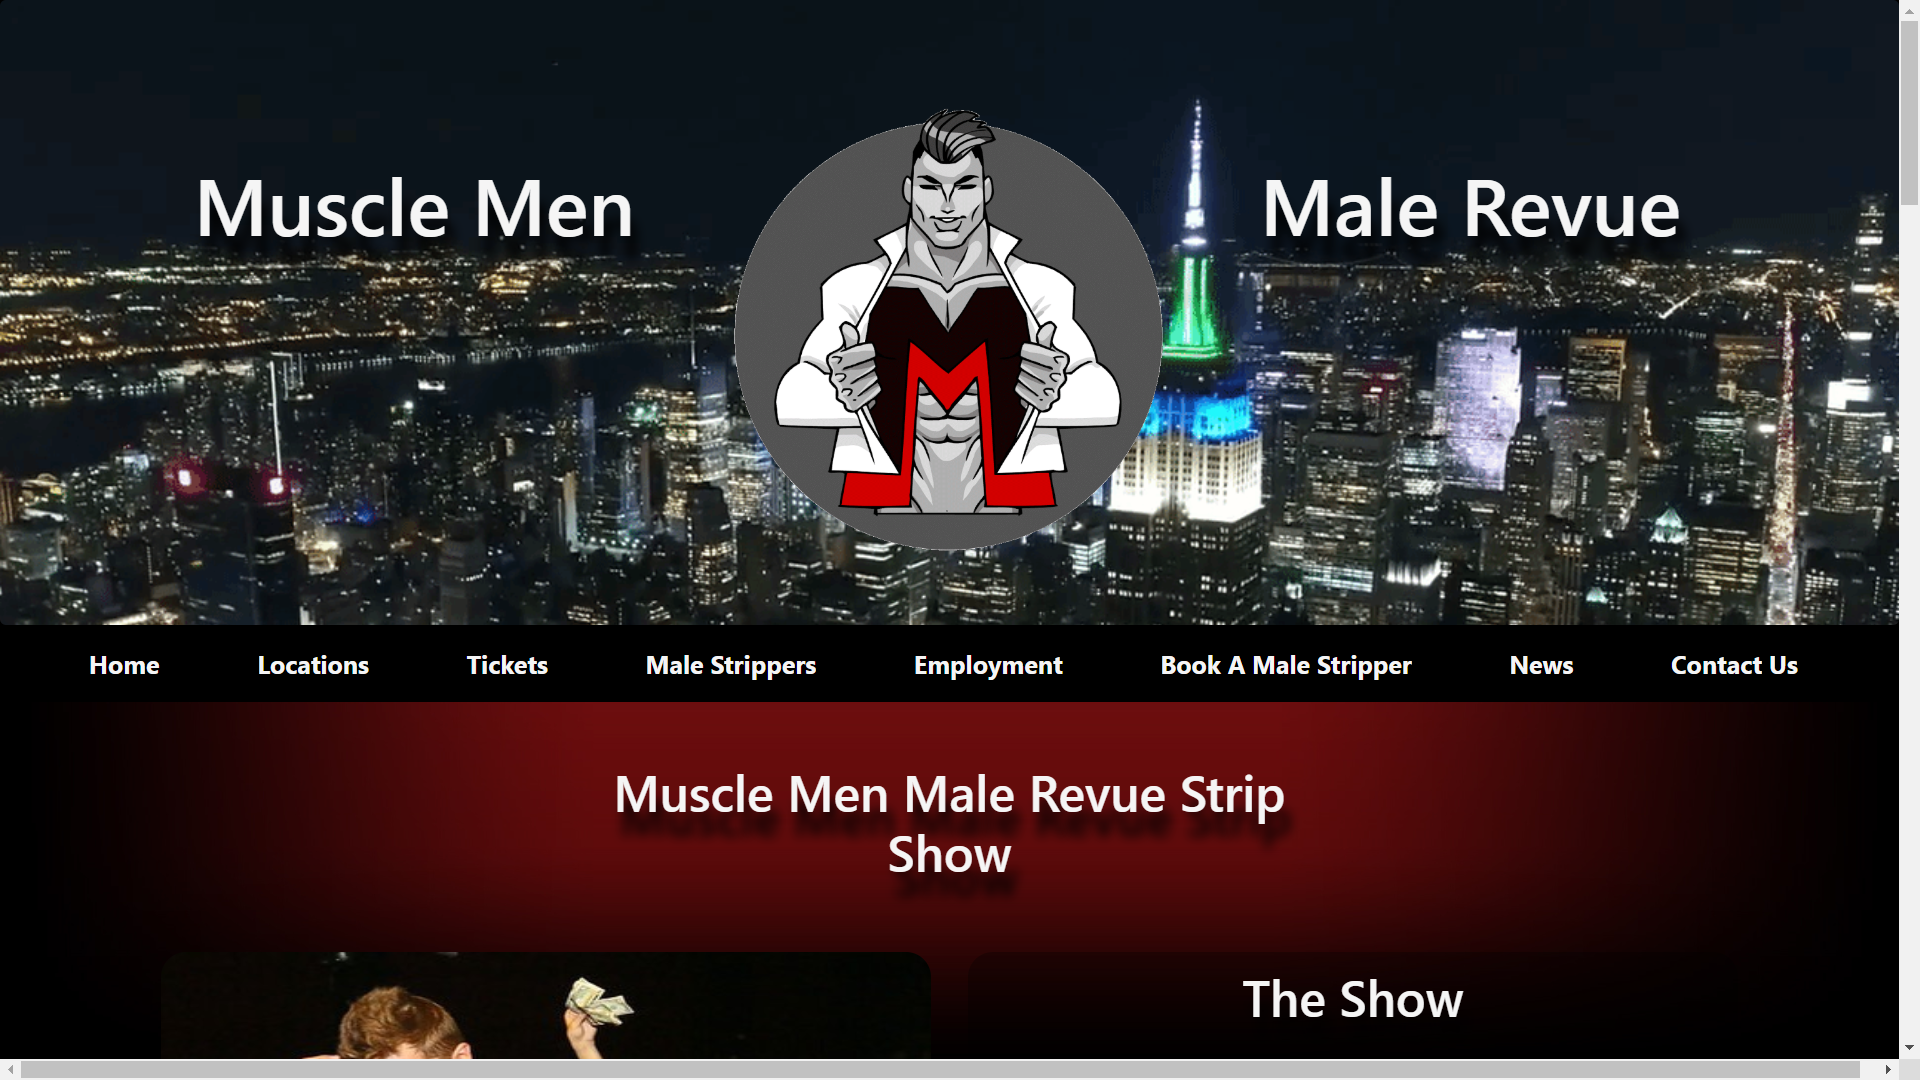 Muscle Men
Male Revue
M
Home
Locations
Tickets
Male Strippers
Employment
Book A Male Stripper
News
Contact Us
Muscle Men Male Revue Strip
Show
The Show